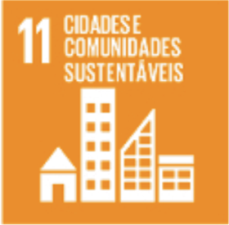 11 CIDADES E
COMUNIDADES
SUSTENTÁVEIS